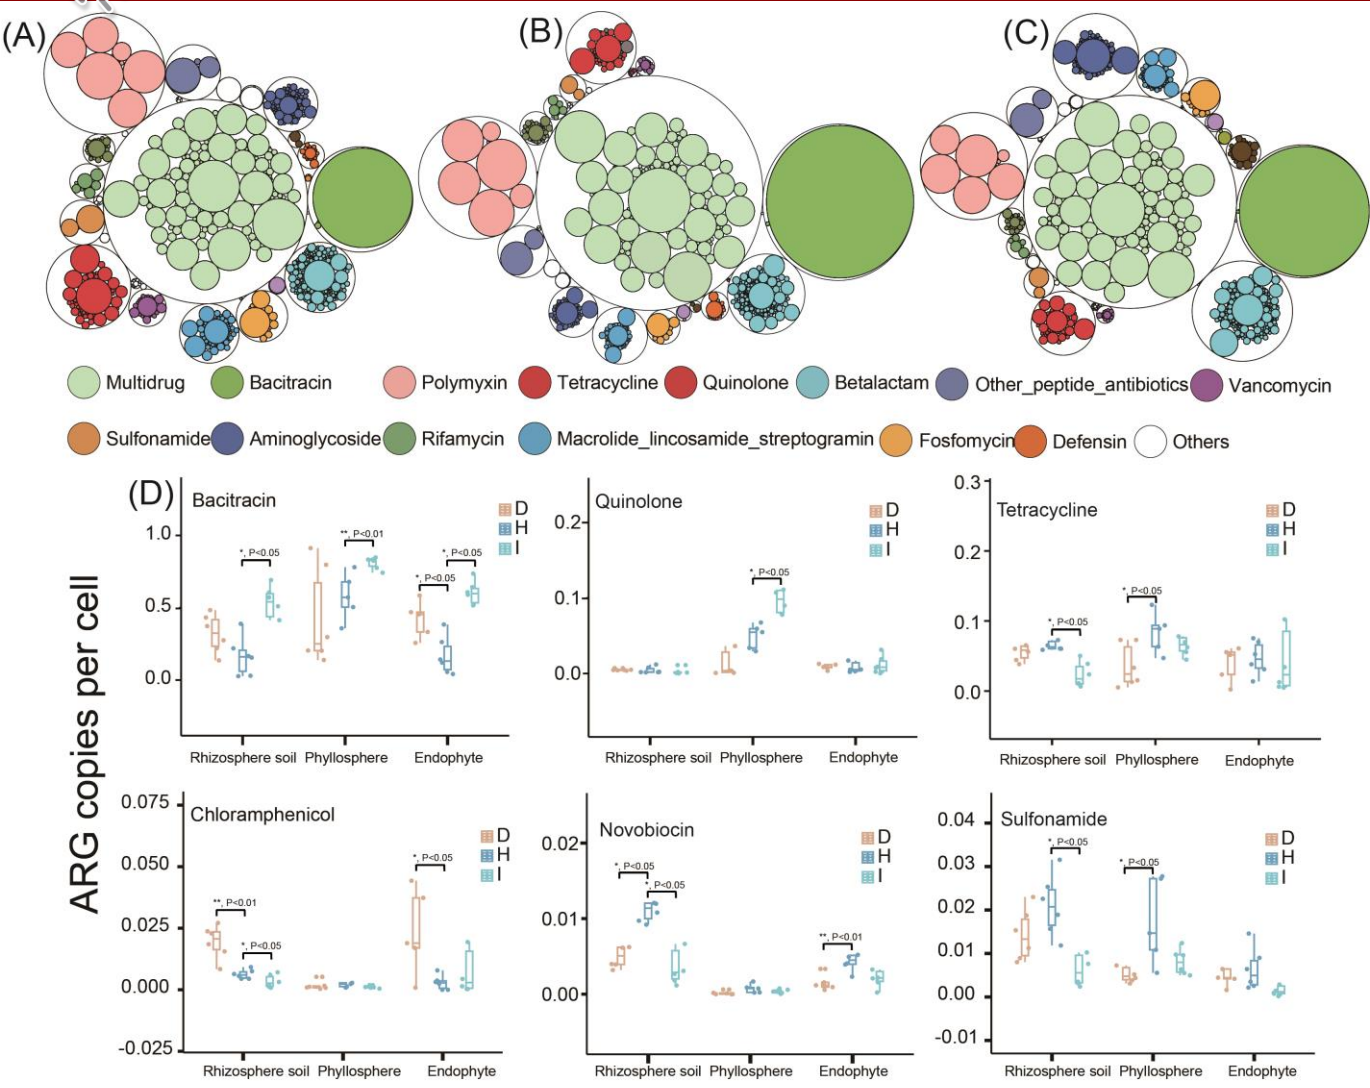 (A)
(B)
(C)
Multidrug
Bacitracin
Polymyxin
Tetracycline
Quinolone
Betalactam
Other_peptide_antibiotics
Vancomycin
Sulfonamide
Aminoglycoside
Rifamycin
Macrolide_lincosamide_streptogramin
Fosfomycin
Defensin
Others
(D)
ARG copies per cell
Bacitracin
D
H
I
1.0
0.5
0.0
*, P<0.05
**, P<0.01
*, P<0.05
*, P<0.05
Rhizosphere soil Phyllosphere Endophyte
Quinolone
D
H
I
0.2
0.1
0.0
*, P<0.05
Rhizosphere soil Phyllosphere Endophyte
Tetracycline
D
H
I
0.3
0.2
0.1
0.0
*, P<0.05
*, P<0.05
Rhizosphere soil Phyllosphere Endophyte
Chloramphenicol
D
H
I
0.075
0.050
0.025
0.000
-0.025
**, P<0.01
*, P<0.05
*, P<0.05
Rhizosphere soil Phyllosphere Endophyte
Novobiocin
D
H
I
0.02
0.01
0.00
*, P<0.05
*, P<0.05
**, P<0.01
Rhizosphere soil Phyllosphere Endophyte
Sulfonamide
D
H
I
0.04
0.03
0.02
0.01
0.00
-0.01
*, P<0.05
*, P<0.05
Rhizosphere soil Phyllosphere Endophyte